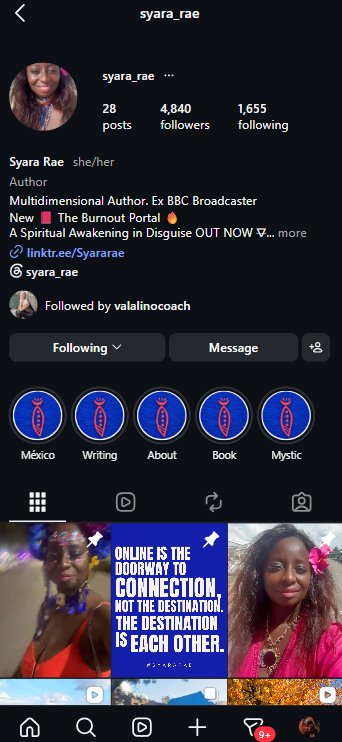 syara_rae
syara_rae ...
28 4,840 1,655
posts followers following
Syara Rae she/her
Author
Multidimensional Author. Ex BBC Broadcaster
New 📕 The Burnout Portal 🔥
A Spiritual Awakening in Disguise OUT NOW ... more
linktr.ee/Syararae
syara_rae
Followed by valalinocoach
Following Message
México Writing About Book Mystic
ONLINE IS THE
DOORWAY TO
CONNECTION,
NOT THE DESTINATION.
THE DESTINATION
IS EACH OTHER.
#SYARARAE
9+